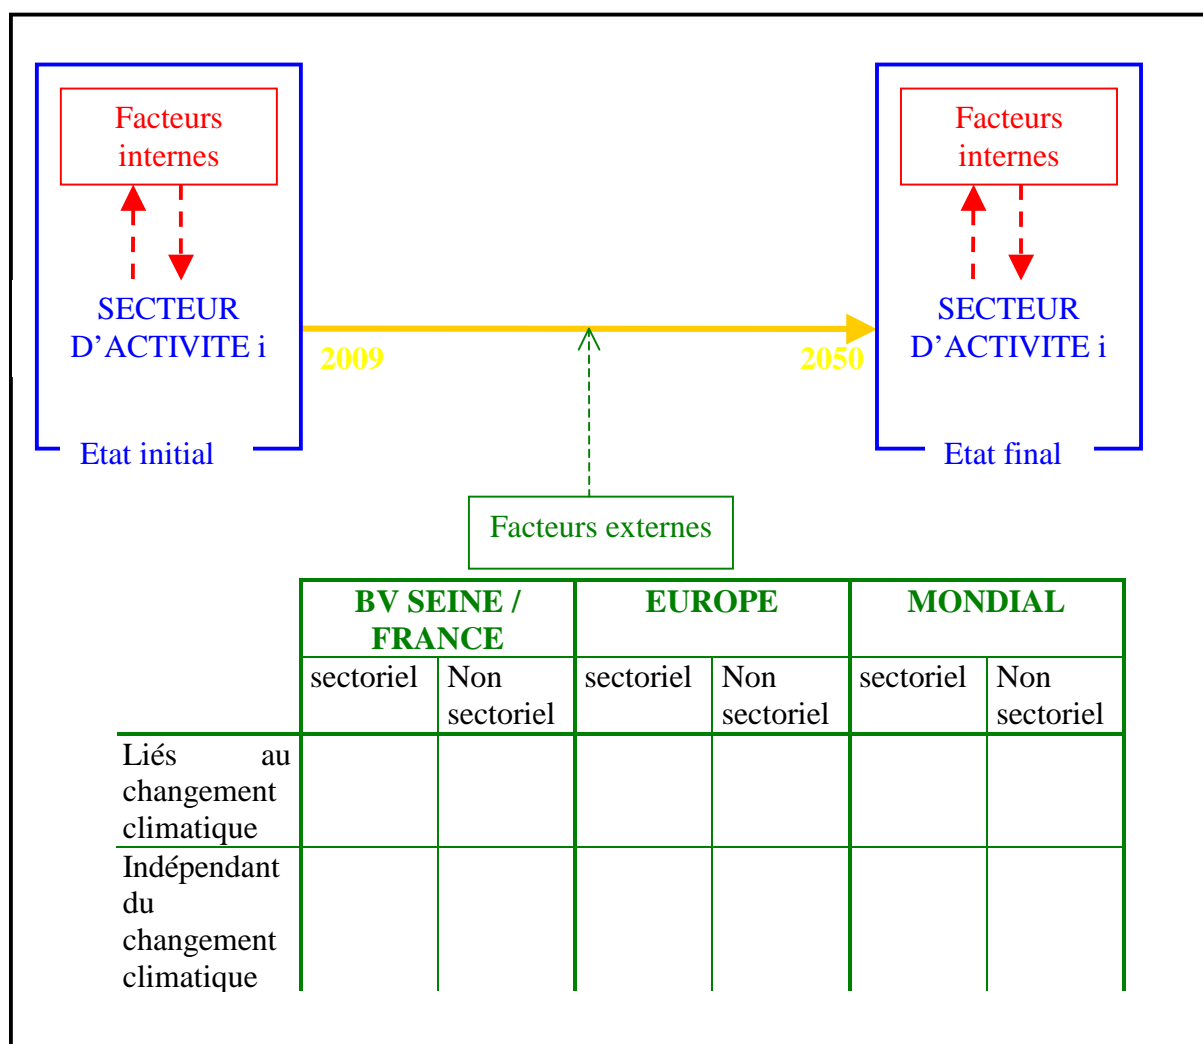 Facteurs
internes
SECTEUR
D'ACTIVITE i
Etat initial
2009
2050
Facteurs
internes
SECTEUR
D'ACTIVITE i
Etat final
Facteurs externes
BV SEINE /
FRANCE
EUROPE
MONDIAL
sectoriel
Non
sectoriel
sectoriel
Non
sectoriel
sectoriel
Non
sectoriel
Liés au
changement
climatique
Indépendant
du
changement
climatique